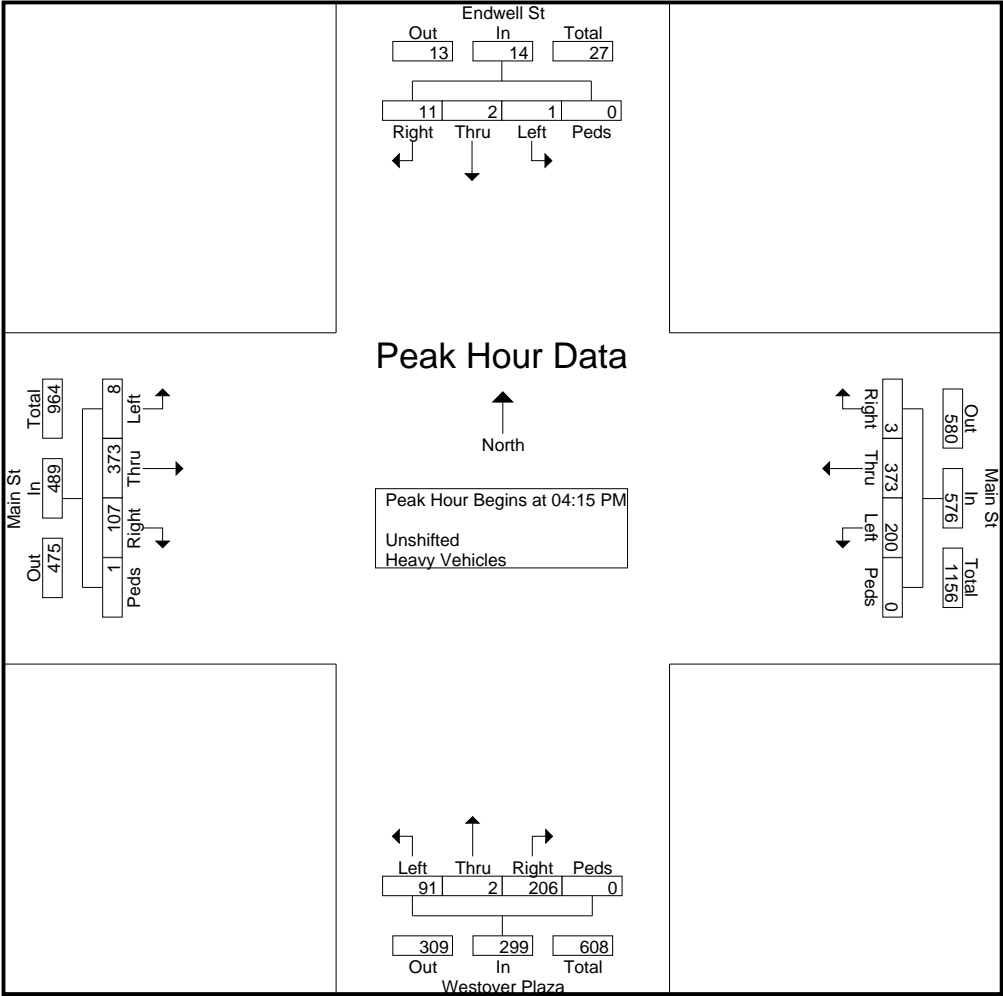 Endwell St
Out In Total
13 14 27
11 2 1 0
Right Thru Left Peds
Peak Hour Data
North
Peak Hour Begins at 04:15 PM
Unshifted
Heavy Vehicles
Main St
Total In Out
964 489 475
8 373 107 1
Left Thru Right Peds
Main St
Out In Total
580 576 1156
3 373 200 0
Right Thru Left Peds
Left Thru Right Peds
91 2 206 0
309 299 608
Out In Total
Westover Plaza